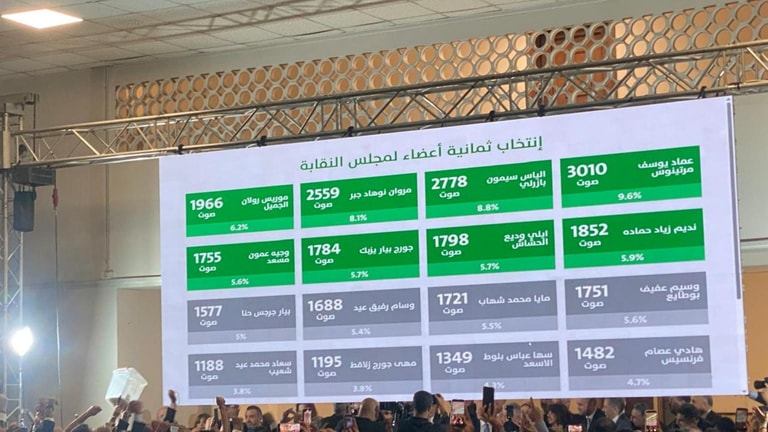 إنتخاب ثمانية أعضاء لمجلس النقابة
عماد يوسف
مرتينوس
3010
صوت
9.6%
الياس سيمون
بازرلي
2778
صوت
8.8%
مروان نوهاد جبر
2559
صوت
8.1%
موريس رولان
الجميل
1966
صوت
6.2%
نديم زياد حماده
1852
صوت
5.9%
ايلي وديع
الحشاش
1798
صوت
5.7%
جورج بيار يزبك
1784
صوت
5.7%
وجيه عمون
مسعد
1755
صوت
5.6%
وسيم عفيف
بوطايع
1751
صوت
5.6%
مايا محمد شهاب
1721
صوت
5.5%
وسام رفيق عيد
1688
صوت
5.4%
بيار جرجس حنا
1577
صوت
5%
هادي عصام
فرنسيس
1482
صوت
4.7%
سها عباس بلوط
الاسعد
1349
صوت
4.3%
مهى جورج زلاقط
1195
صوت
3.8%
سعاد محمد عيد
شعيب
1188
صوت
3.8%